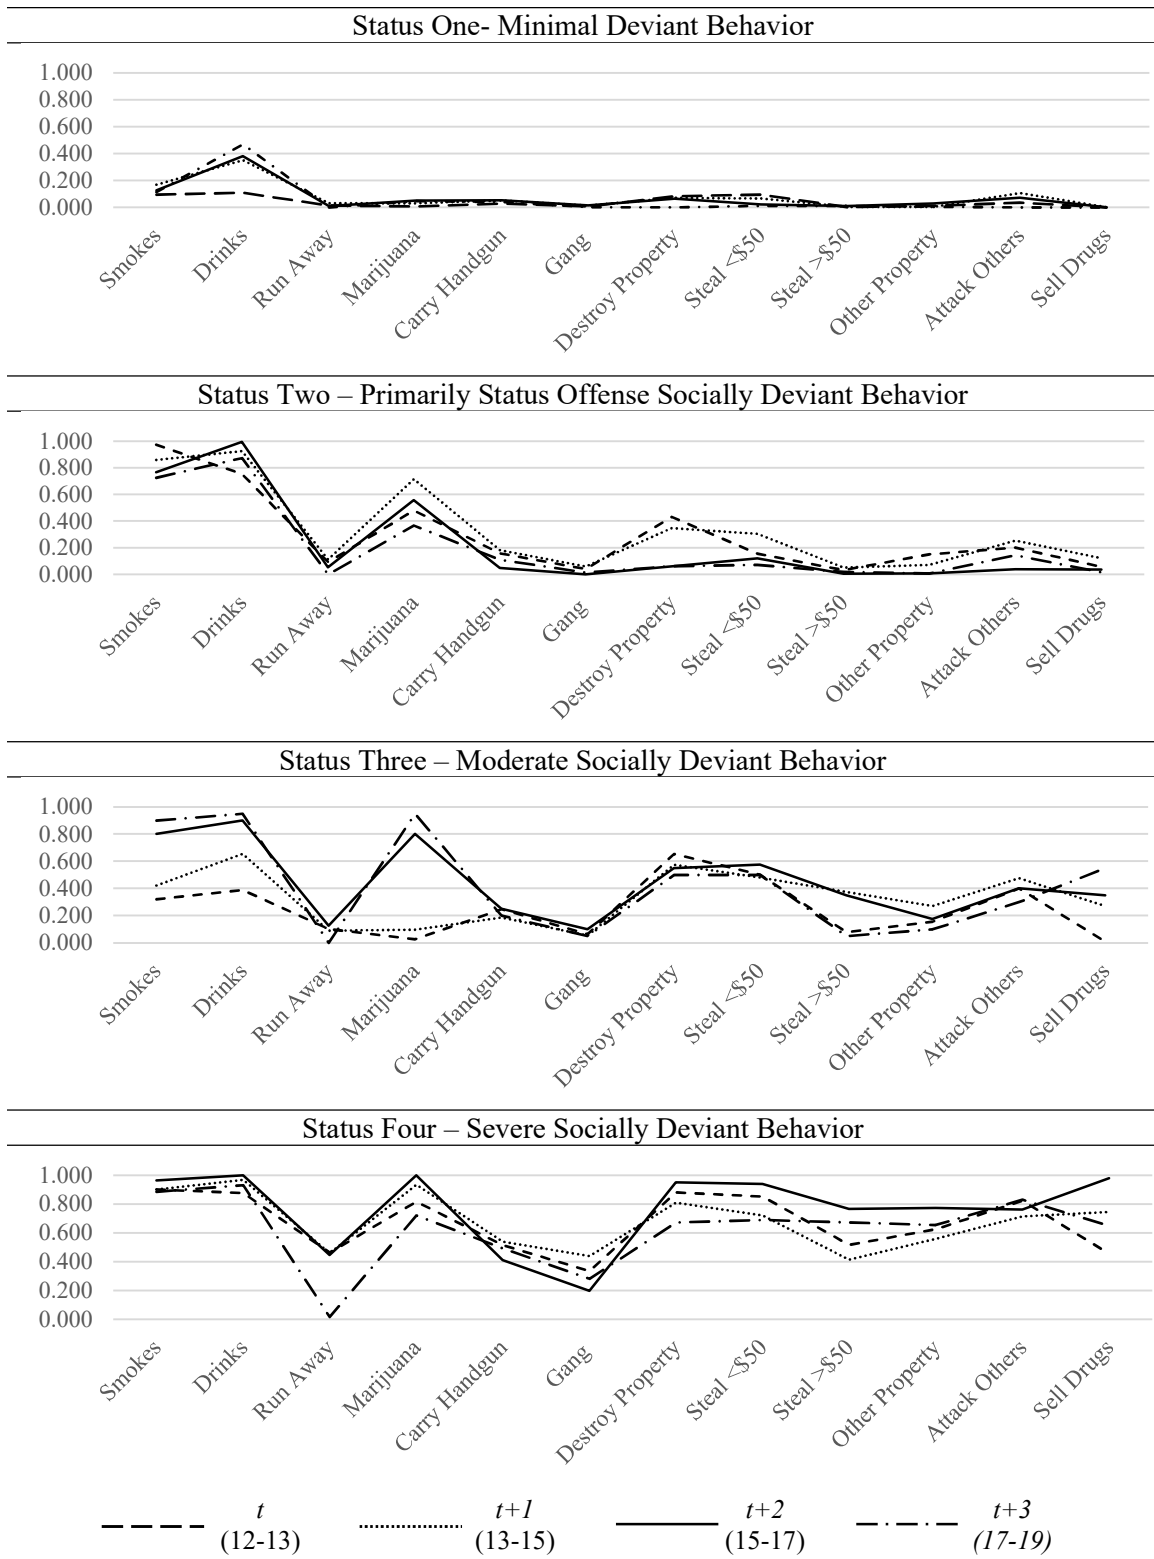 Status One- Minimal Deviant Behavior
1.000
0.800
0.600
0.400
0.200
0.000
Smokes
Drinks
Run Away
Marijuana
Carry Handgun
Gang
Destroy Property
Steal <$50
Steal >$50
Other Property
Attack Others
Sell Drugs
Status Two – Primarily Status Offense Socially Deviant Behavior
1.000
0.800
0.600
0.400
0.200
0.000
Smokes
Drinks
Run Away
Marijuana
Carry Handgun
Gang
Destroy Property
Steal <$50
Steal >$50
Other Property
Attack Others
Sell Drugs
Status Three – Moderate Socially Deviant Behavior
1.000
0.800
0.600
0.400
0.200
0.000
Smokes
Drinks
Run Away
Marijuana
Carry Handgun
Gang
Destroy Property
Steal <$50
Steal >$50
Other Property
Attack Others
Sell Drugs
Status Four – Severe Socially Deviant Behavior
1.000
0.800
0.600
0.400
0.200
0.000
Smokes
Drinks
Run Away
Marijuana
Carry Handgun
Gang
Destroy Property
Steal <$50
Steal >$50
Other Property
Attack Others
Sell Drugs
t
(12-13)
t+1
(13-15)
t+2
(15-17)
t+3
(17-19)